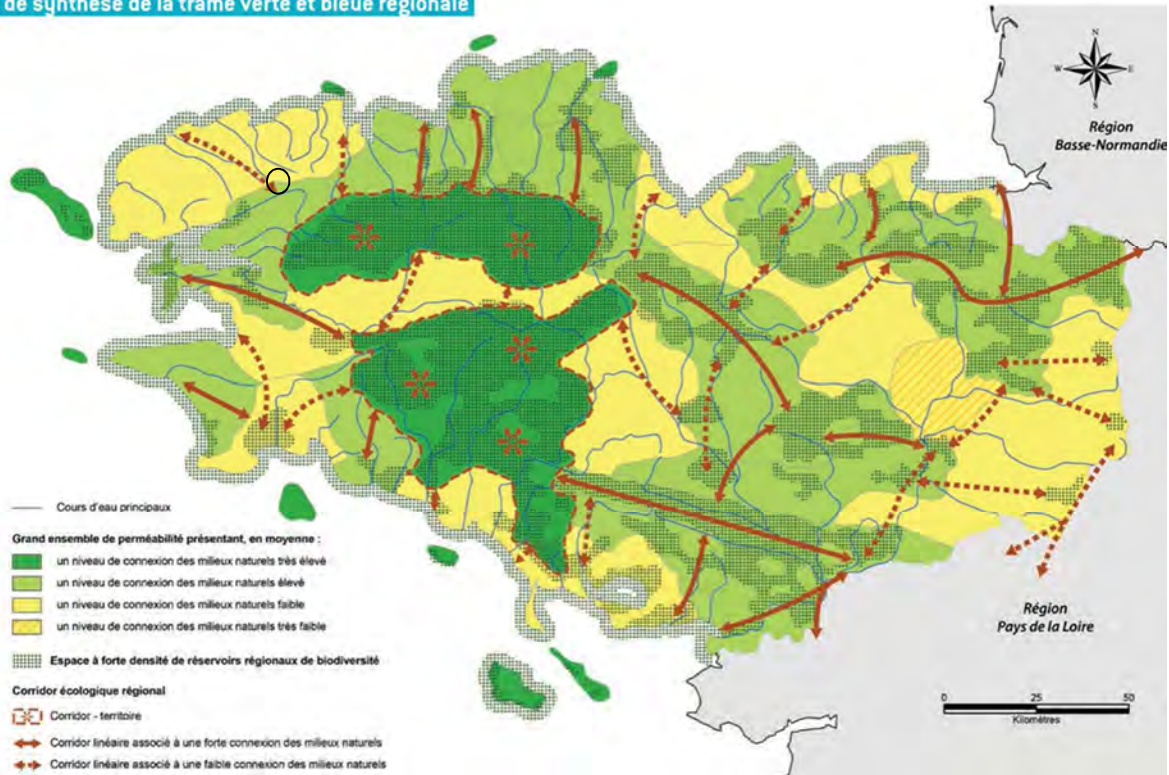 de synthèse de la trame verte et bleue régionale
N
W
E
S
Région
Basse-Normandie
Cours d'eau principaux
Grand ensemble de perméabilité présentant, en moyenne :
un niveau de connexion des milieux naturels très élevé
un niveau de connexion des milieux naturels élevé
un niveau de connexion des milieux naturels faible
un niveau de connexion des milieux naturels très faible
Espace à forte densité de réservoirs régionaux de biodiversité
Corridor écologique régional
Corridor - territoire
Corridor linéaire associé à une forte connexion des milieux naturels
Corridor linéaire associé à une faible connexion des milieux naturels
Région
Pays de la Loire
0 25 50
Kilomètres